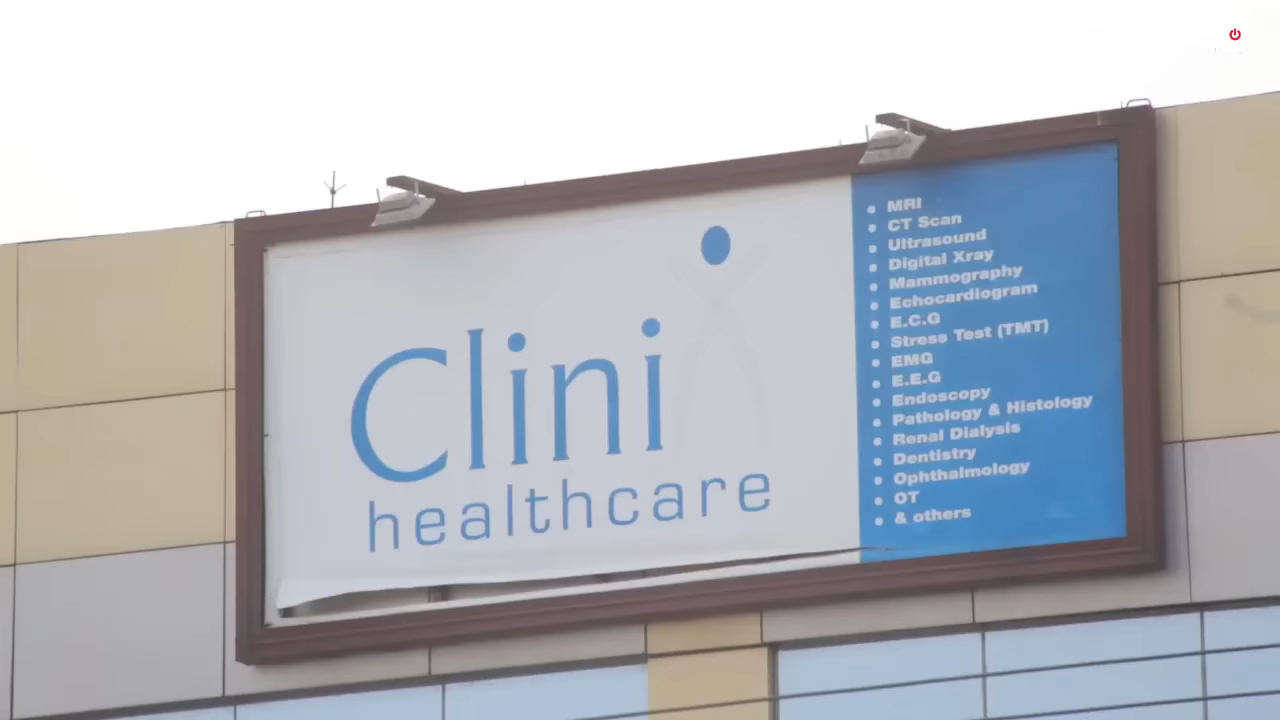 Clini
healthcare
MRI
CT Scan
Ultrasound
Digital Xray
Mammography
Echocardiogram
E.C.G
Stress Test (TMT)
EMG
E.E.G
Endoscopy
Pathology & Histology
Renal Dialysis
Dentistry
Ophthalmology
OT
& others